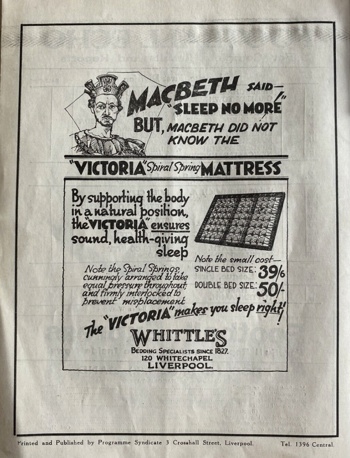 MACBETH SAID—
"SLEEP NO MORE!"
BUT, MACBETH DID NOT
KNOW THE
"VICTORIA" Spiral Spring MATTRESS
By supporting the body
in a natural position,
the "VICTORIA" ensures
sound, health-giving
sleep
Note the Spiral Springs
cunningly arranged to take
equal pressure throughout
and firmly interlocked to
prevent misplacement
Note the small cost—
SINGLE BED SIZE: 39/6
DOUBLE BED SIZE: 50/-
The "VICTORIA" makes you sleep right!
WHITTLE'S
BEDDING SPECIALISTS SINCE 1827.
120 WHITECHAPEL
LIVERPOOL.
Printed and Published by Programme Syndicate 5 Crosshall Street, Liverpool. Tel. 1396 Central.